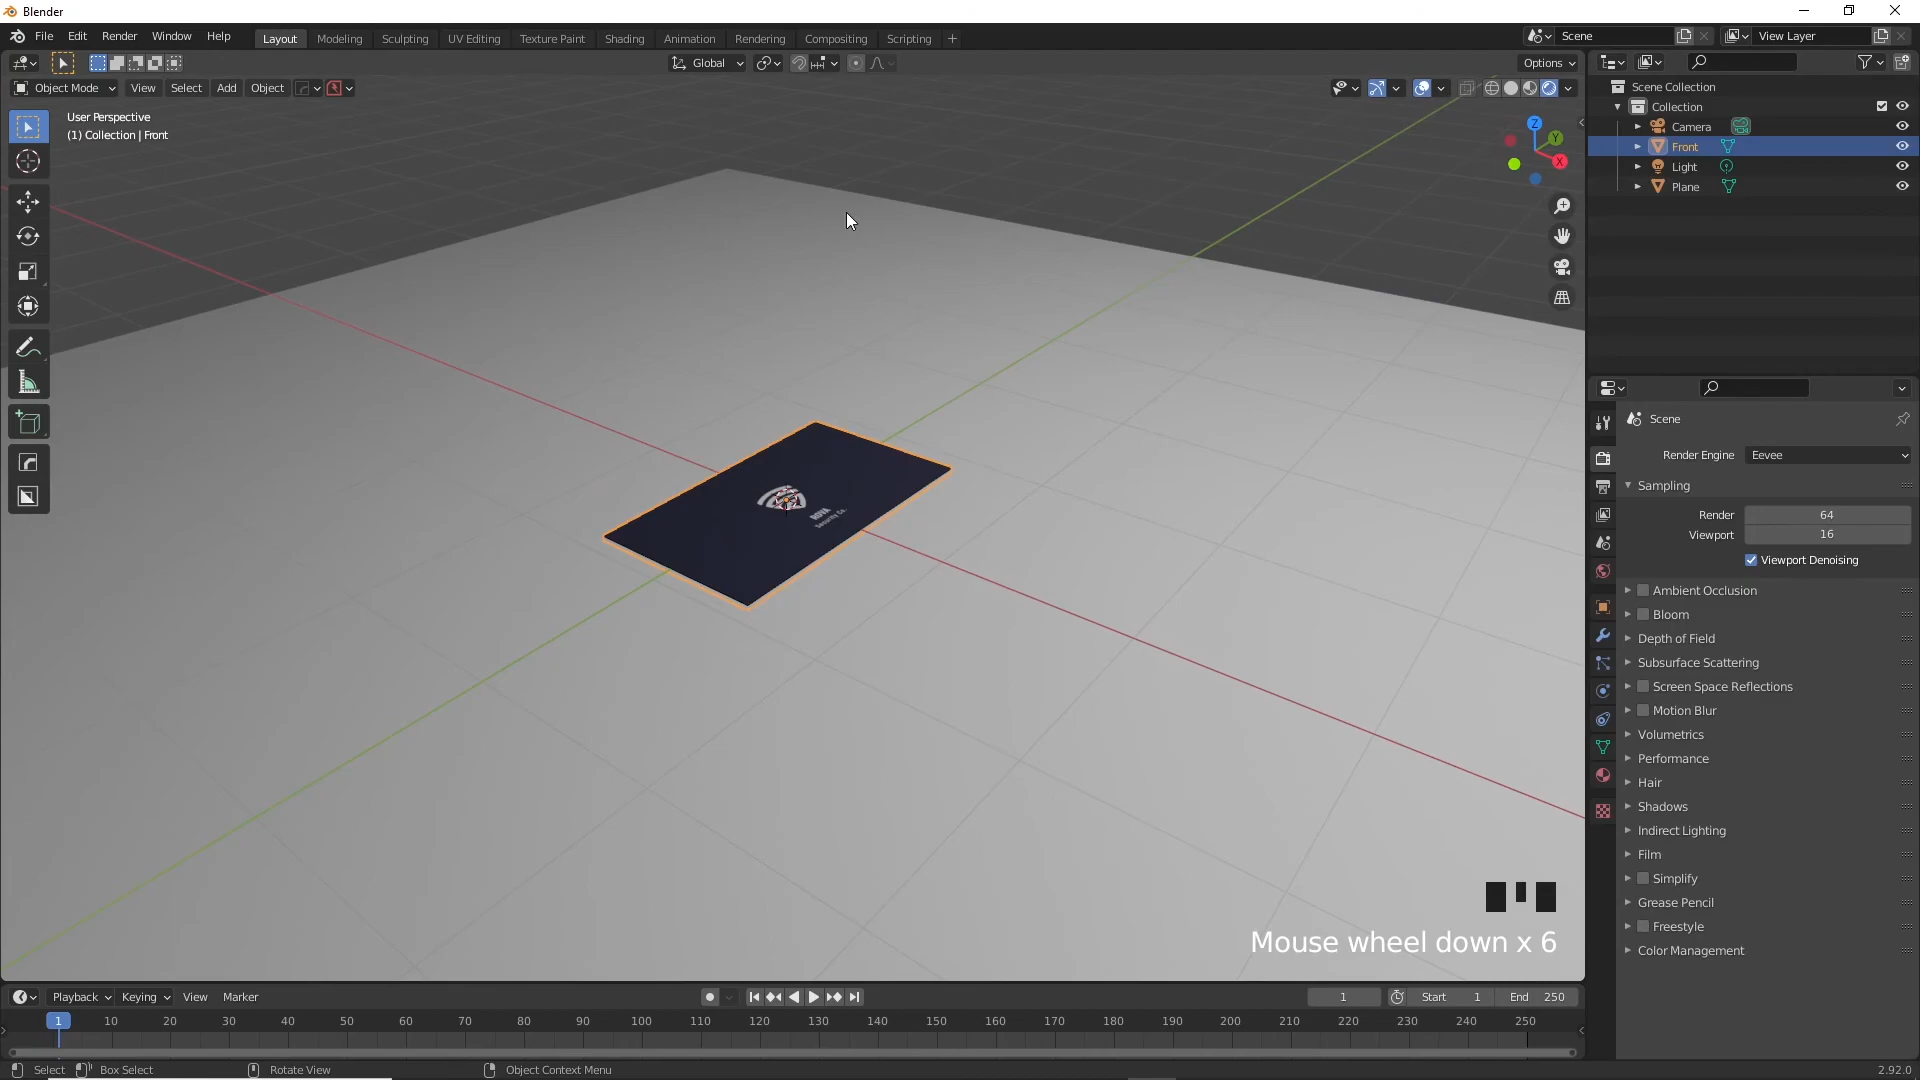 Blender
File Edit Render Window Help Layout Modeling Sculpting UV Editing Texture Paint Shading Animation Rendering Compositing Scripting Scene View Layer
Global Options
Object Mode View Select Add Object
User Perspective
(1) Collection | Front
Z
Y
X
ROVA
Security Co.
Mouse wheel down x 6
Scene Collection
Collection
Camera
Front
Light
Plane
Scene
Render Engine Eevee
Sampling
Render 64
Viewport 16
Viewport Denoising
Ambient Occlusion
Bloom
Depth of Field
Subsurface Scattering
Screen Space Reflections
Motion Blur
Volumetrics
Performance
Hair
Shadows
Indirect Lighting
Film
Simplify
Grease Pencil
Freestyle
Color Management
Playback Keying View Marker 1 Start 1 End 250
1 10 20 30 40 50 60 70 80 90 100 110 120 130 140 150 160 170 180 190 200 210 220 230 240 250
Select Box Select Rotate View Object Context Menu 2.92.0